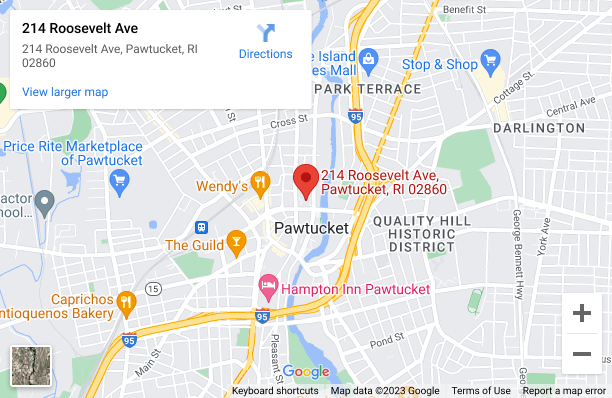 214 Roosevelt Ave
214 Roosevelt Ave, Pawtucket, RI
02860
Directions
View larger map
Island
es Mall
Stop & Shop
Benefit St.
Cottage St.
Central Ave
PARK TERRACE
95
Cross St
DARLINGTON
Price Rite Marketplace
of Pawtucket
Wendy's
214 Roosevelt Ave,
Pawtucket, RI 02860
actor
chool...
Pawtucket
QUALITY HILL
HISTORIC
DISTRICT
George Bennett Hwy
York Ave
The Guild
Hampton Inn Pawtucket
15
Caprichos
ntioquenos Bakery
95
95
Main St
Pleasant St
Pond St
+
−
Google
Keyboard shortcuts
Map data ©2023 Google
Terms of Use
Report a map error